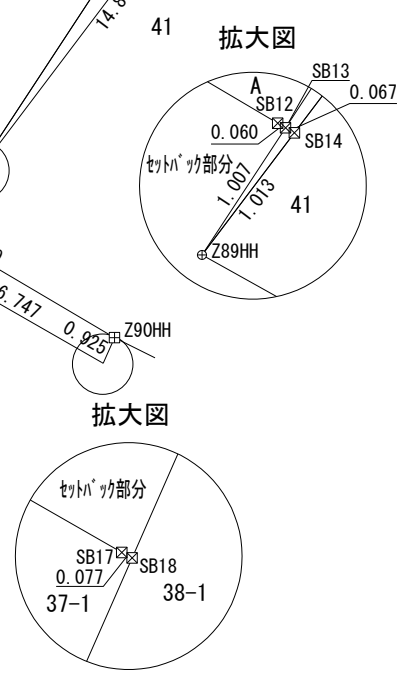 41
拡大図
SB13
A
0.067
SB12
0.060
SB14
セットバック部分
1.007
1.013
41
Z89HH
Z90HH
6.747
0.925
拡大図
セットバック部分
SB17
SB18
0.077
37-1
38-1